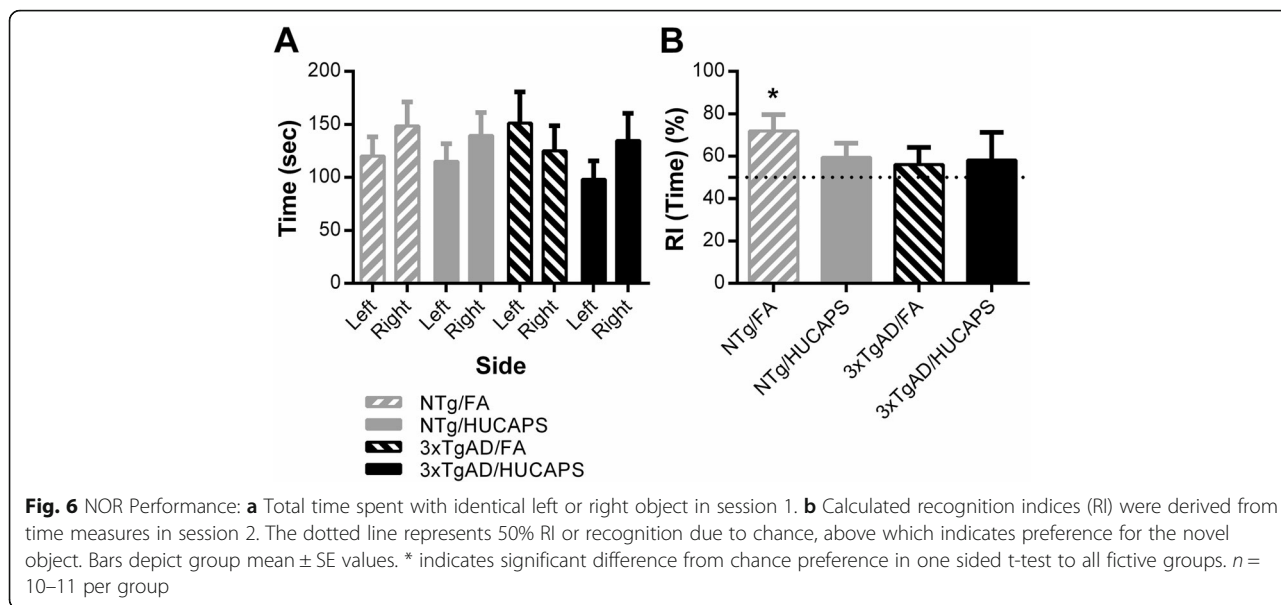 A
B
200
150
100
50
0
Time (sec)
Left
Right
Left
Right
Left
Right
Left
Right
Side
100
80
60
40
20
0
RI (Time) (%)
*
NTg/FA
NTg/HUCAPS
3xTgAD/FA
3xTgAD/HUCAPS
NTg/FA
NTg/HUCAPS
3xTgAD/FA
3xTgAD/HUCAPS
Fig. 6 NOR Performance: a Total time spent with identical left or right object in session 1. b Calculated recognition indices (RI) were derived from
time measures in session 2. The dotted line represents 50% RI or recognition due to chance, above which indicates preference for the novel
object. Bars depict group mean ± SE values. * indicates significant difference from chance preference in one sided t-test to all fictive groups. n =
10–11 per group